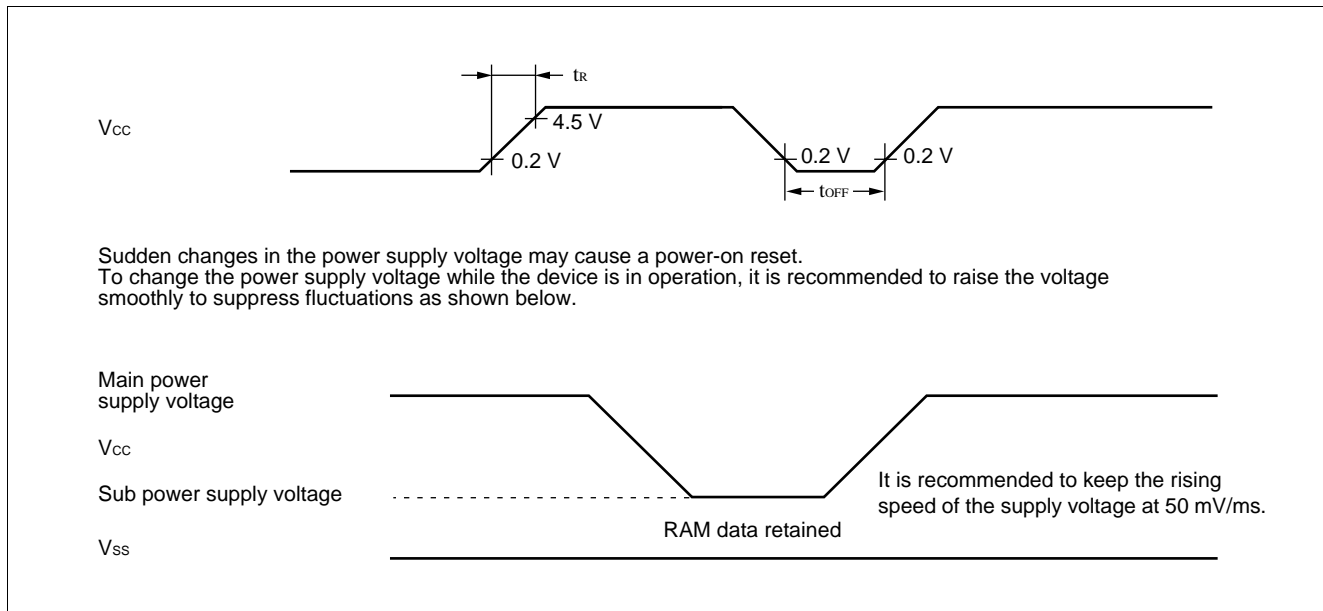 tR
VCC
4.5 V
0.2 V
0.2 V
0.2 V
tOFF
Sudden changes in the power supply voltage may cause a power-on reset.
To change the power supply voltage while the device is in operation, it is recommended to raise the voltage
smoothly to suppress fluctuations as shown below.
Main power
supply voltage
VCC
Sub power supply voltage
It is recommended to keep the rising
speed of the supply voltage at 50 mV/ms.
RAM data retained
VSS